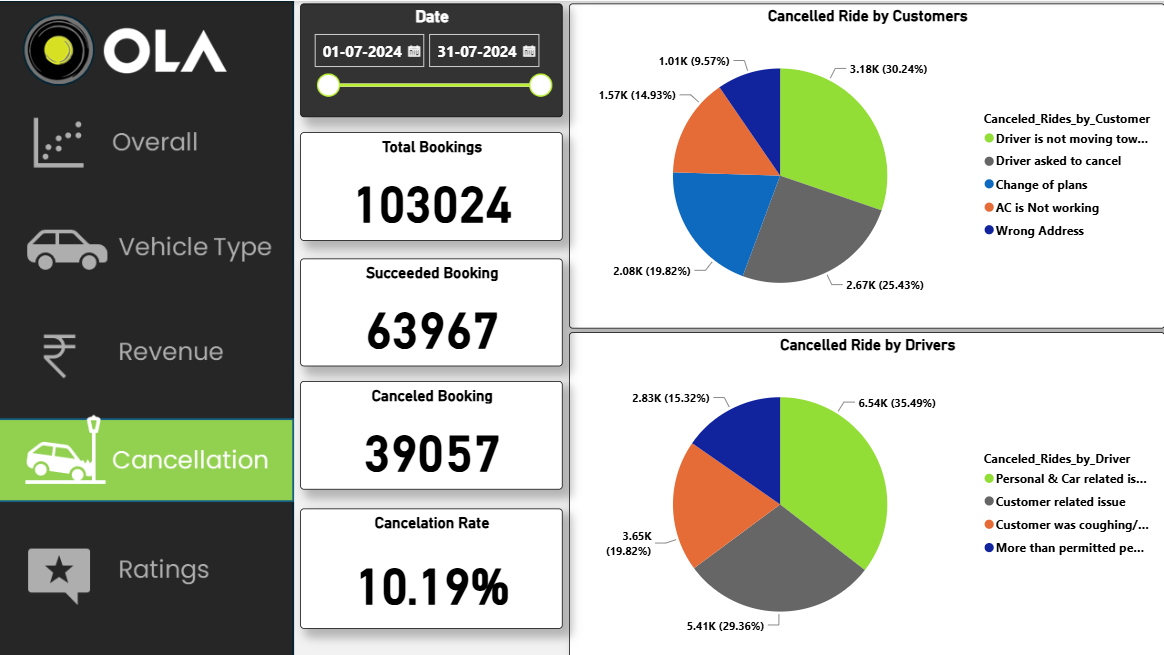 OLA
Overall
Vehicle Type
Revenue
Cancellation
Ratings
Date
01-07-2024
31-07-2024
Total Bookings
103024
Succeeded Booking
63967
Canceled Booking
39057
Cancelation Rate
10.19%
Cancelled Ride by Customers
1.01K (9.57%)
3.18K (30.24%)
1.57K (14.93%)
2.08K (19.82%)
2.67K (25.43%)
Canceled_Rides_by_Customer
Driver is not moving tow...
Driver asked to cancel
Change of plans
AC is Not working
Wrong Address
Cancelled Ride by Drivers
2.83K (15.32%)
6.54K (35.49%)
3.65K
(19.82%)
5.41K (29.36%)
Canceled_Rides_by_Driver
Personal & Car related is...
Customer related issue
Customer was coughing/...
More than permitted pe...